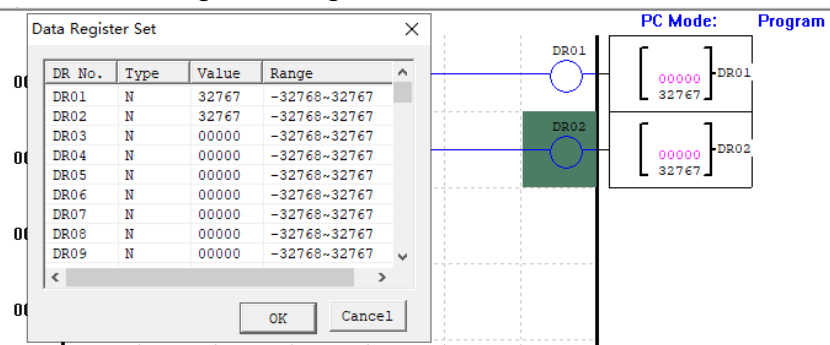 PC Mode: Program
Data Register Set
DR No. Type Value Range
DR01 N 32767 -32768~32767
DR02 N 32767 -32768~32767
DR03 N 00000 -32768~32767
DR04 N 00000 -32768~32767
DR05 N 00000 -32768~32767
DR06 N 00000 -32768~32767
DR07 N 00000 -32768~32767
DR08 N 00000 -32768~32767
DR09 N 00000 -32768~32767
OK Cancel
DR01
00000 DR01
32767
DR02
00000 DR02
32767